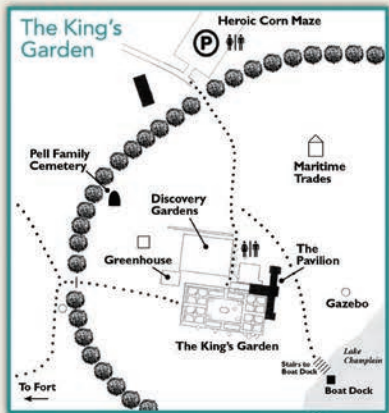 The King's
Garden
Heroic Corn Maze
P
Pell Family
Cemetery
Maritime
Trades
Discovery
Gardens
Greenhouse
The
Pavilion
Gazebo
The King's Garden
Lake
Champlain
Stairs to
Boat Dock
Boat Dock
To Fort